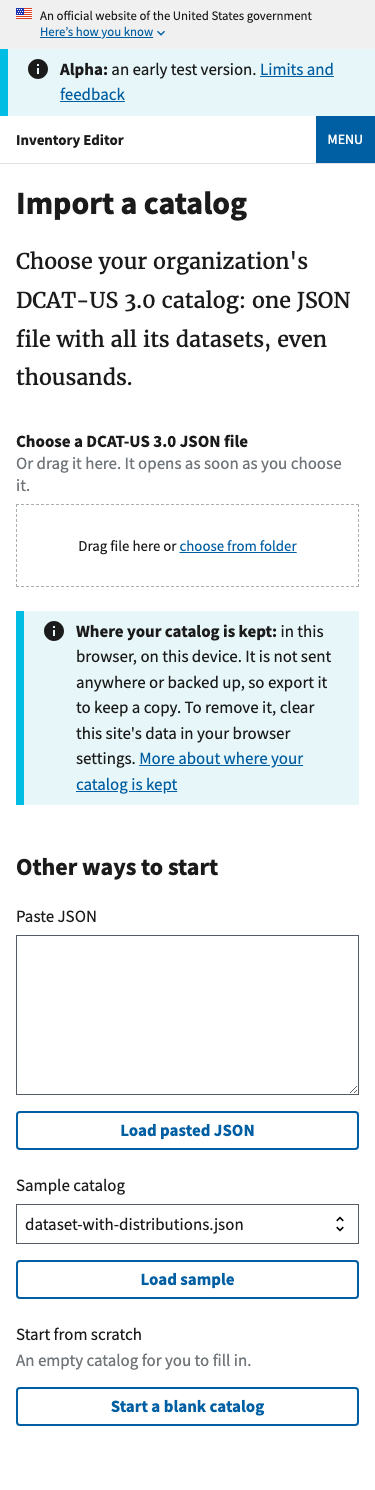 An official website of the United States government
Here's how you know
Alpha: an early test version. Limits and
feedback
Inventory Editor
MENU
Import a catalog
Choose your organization's
DCAT-US 3.0 catalog: one JSON
file with all its datasets, even
thousands.
Choose a DCAT-US 3.0 JSON file
Or drag it here. It opens as soon as you choose
it.
Drag file here or choose from folder
Where your catalog is kept: in this
browser, on this device. It is not sent
anywhere or backed up, so export it
to keep a copy. To remove it, clear
this site's data in your browser
settings. More about where your
catalog is kept
Other ways to start
Paste JSON
Load pasted JSON
Sample catalog
dataset-with-distributions.json
Load sample
Start from scratch
An empty catalog for you to fill in.
Start a blank catalog